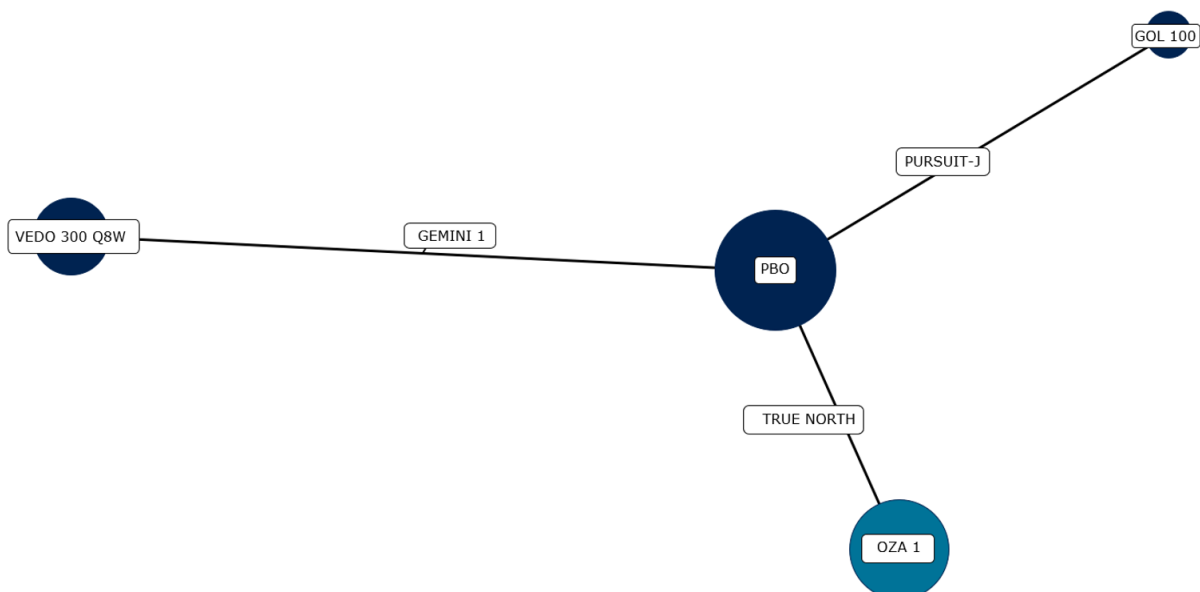 GOL 100
PURSUIT-J
VEDO 300 Q8W
GEMINI 1
PBO
TRUE NORTH
OZA 1